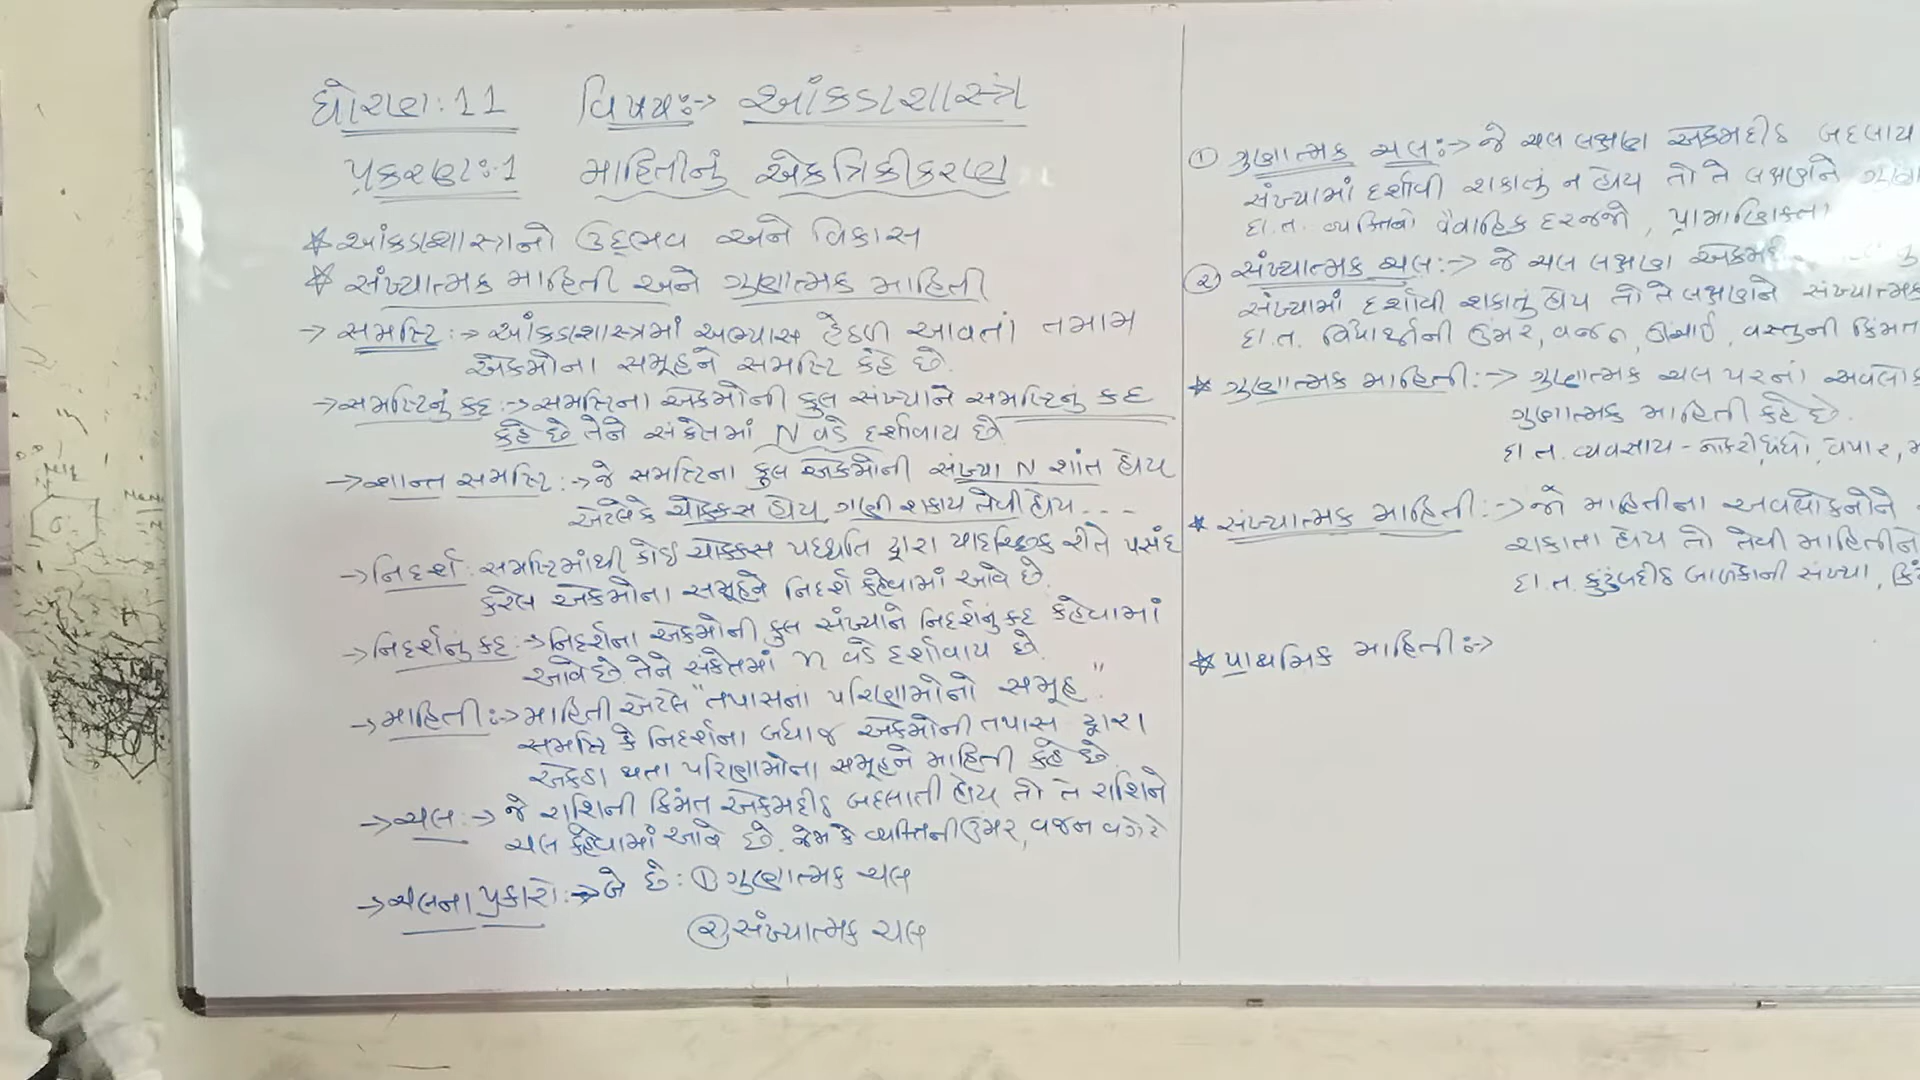 ધોરણ:11 વિષય:→ આંકડાશાસ્ત્ર
પ્રકરણ:1 માહિતીનું એકત્રિકીકરણ
* આંકડાશાસ્ત્રનો ઉદ્‌ભવ અને વિકાસ
* સંખ્યાત્મક માહિતી અને ગુણાત્મક માહિતી
→ સમષ્ટિ:→ આંકડાશાસ્ત્રમાં અભ્યાસ હેઠળ આવતાં તમામ
એકમોના સમૂહને સમષ્ટિ કહે છે.
→ સમષ્ટિનું કદ:→ સમષ્ટિના એકમોની કુલ સંખ્યાને સમષ્ટિનું કદ
કહે છે તેને સંકેતમાં N વડે દર્શાવાય છે
→ શાન્ત સમષ્ટિ:→ જે સમષ્ટિના કુલ એકમોની સંખ્યા N શાંત હોય
એટલેકે ચોક્કસ હોય ગણી શકાય તેવી હોય---
→ નિદર્શ: સમષ્ટિમાંથી કોઈ ચોક્કસ પધ્ધતિ દ્વારા યાદચ્છિક રીતે પસંદ
કરેલ એકમોના સમૂહને નિદર્શ કહેવામાં આવે છે.
→ નિદર્શનું કદ:→ નિદર્શના એકમોની કુલ સંખ્યાને નિદર્શનું કદ કહેવામાં
આવે છે. તેને સંકેતમાં n વડે દર્શાવાય છે.
→ માહિતી:→ માહિતી એટલે "તપાસનાં પરિણામોનો સમૂહ".
સમષ્ટિ કે નિદર્શના બધાજ એકમોની તપાસ દ્વારા
એકઠા થતા પરિણામોના સમૂહને માહિતી કહે છે.
→ ચલ:→ જે રાશિની કિંમત એકમદીઠ બદલાતી હોય તો તે રાશિને
ચલ કહેવામાં આવે છે. જેમ કે વ્યક્તિની ઉંમર, વજન વગેરે
→ ચલના પ્રકારો:→ બે છે: ① ગુણાત્મક ચલ
② સંખ્યાત્મક ચલ
① ગુણાત્મક ચલ:→ જે ચલ લક્ષણ એકમદીઠ બદલાય
સંખ્યામાં દર્શાવી શકાતું ન હોય તો તે લક્ષણને
દા.ત. વ્યક્તિનો વૈવાહિક દરજ્જો, પ્રામાણિકતા
② સંખ્યાત્મક ચલ:→ જે ચલ લક્ષણ
સંખ્યામાં દર્શાવી શકાતું હોય તો તે લક્ષણને સંખ્યાત્મક
દા.ત. વિદ્યાર્થીની ઉંમર, વજન, ઊંચાઈ, વસ્તુની કિંમત
* ગુણાત્મક માહિતી:→ ગુણાત્મક ચલ પરનાં
ગુણાત્મક માહિતી કહે છે.
દા.ત. વ્યવસાય - નોકરી, ધંધો, વેપાર,
* સંખ્યાત્મક માહિતી:→ જો માહિતીના અવલોકનોને
શકાતા હોય તો તેવી માહિતીને
દા.ત. કુટુંબદીઠ બાળકોની સંખ્યા,
* પ્રાથમિક માહિતી:→